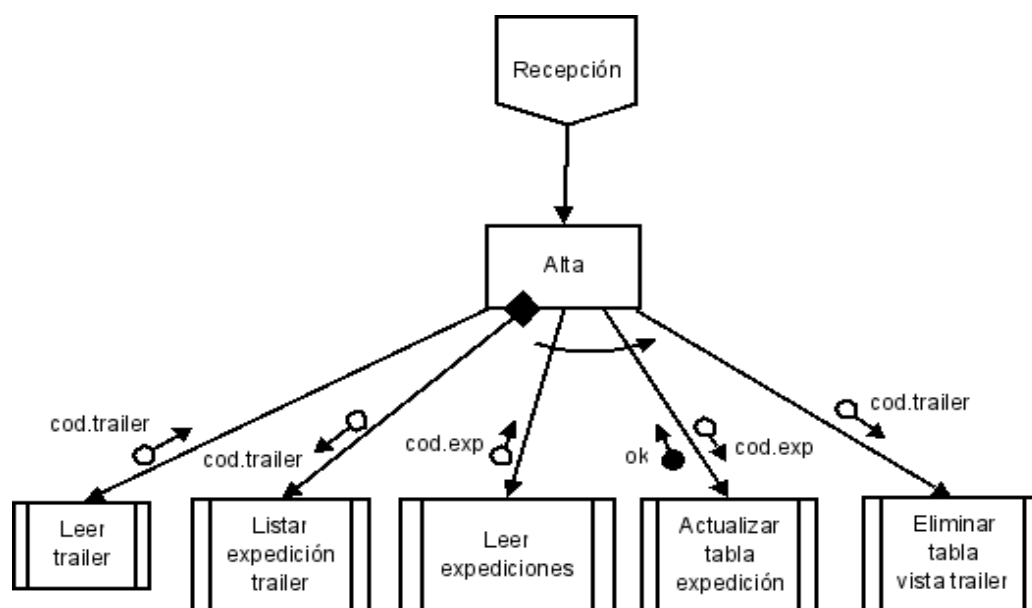 Recepción
Alta
cod.trailer
cod.trailer
cod.exp
ok
cod.exp
cod.trailer
Leer
trailer
Listar
expedición
trailer
Leer
expediciones
Actualizar
tabla
expedición
Eliminar
tabla
vista trailer